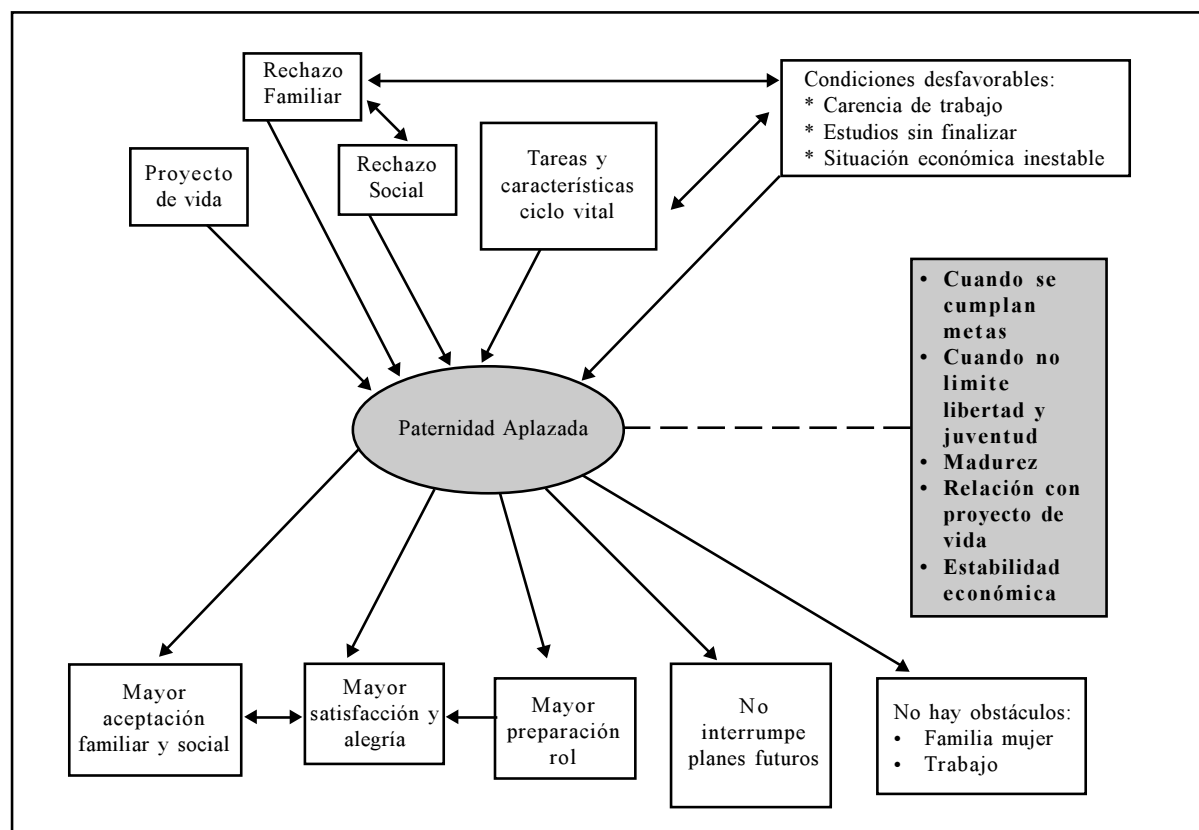 Rechazo
Familiar
Condiciones desfavorables:
* Carencia de trabajo
* Estudios sin finalizar
* Situación económica inestable
Proyecto
de vida
Rechazo
Social
Tareas y
características
ciclo vital
• Cuando se
cumplan
metas
• Cuando no
limite
libertad y
juventud
• Madurez
• Relación con
proyecto de
vida
• Estabilidad
económica
Paternidad Aplazada
Mayor
aceptación
familiar y social
Mayor
satisfacción y
alegría
Mayor
preparación
rol
No
interrumpe
planes futuros
No hay obstáculos:
• Familia mujer
• Trabajo